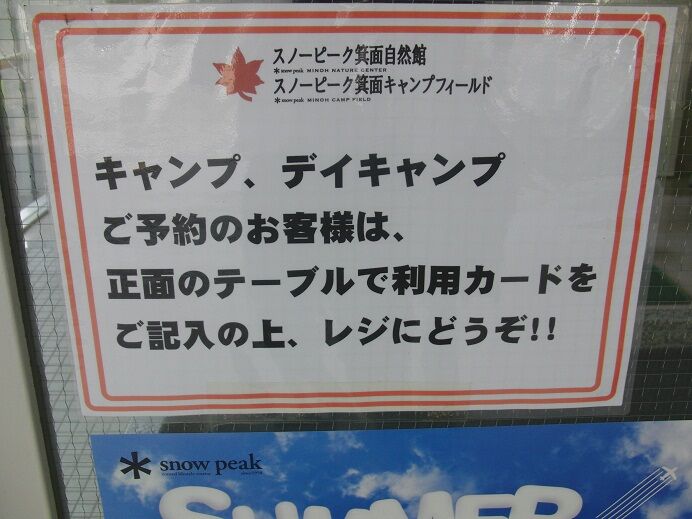 スノーピーク箕面自然館
snow peak MINOH NATURE CENTER
スノーピーク箕面キャンプフィールド
snow peak MINOH CAMP FIELD
キャンプ、デイキャンプ
ご予約のお客様は、
正面のテーブルで利用カードを
ご記入の上、レジにどうぞ!!
snow peak
SUMMER